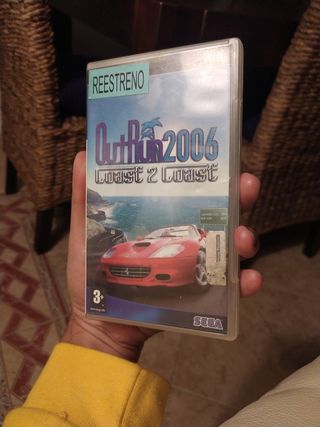 REESTRENO
OutRun2006
Coast 2 Coast
3+
SEGA